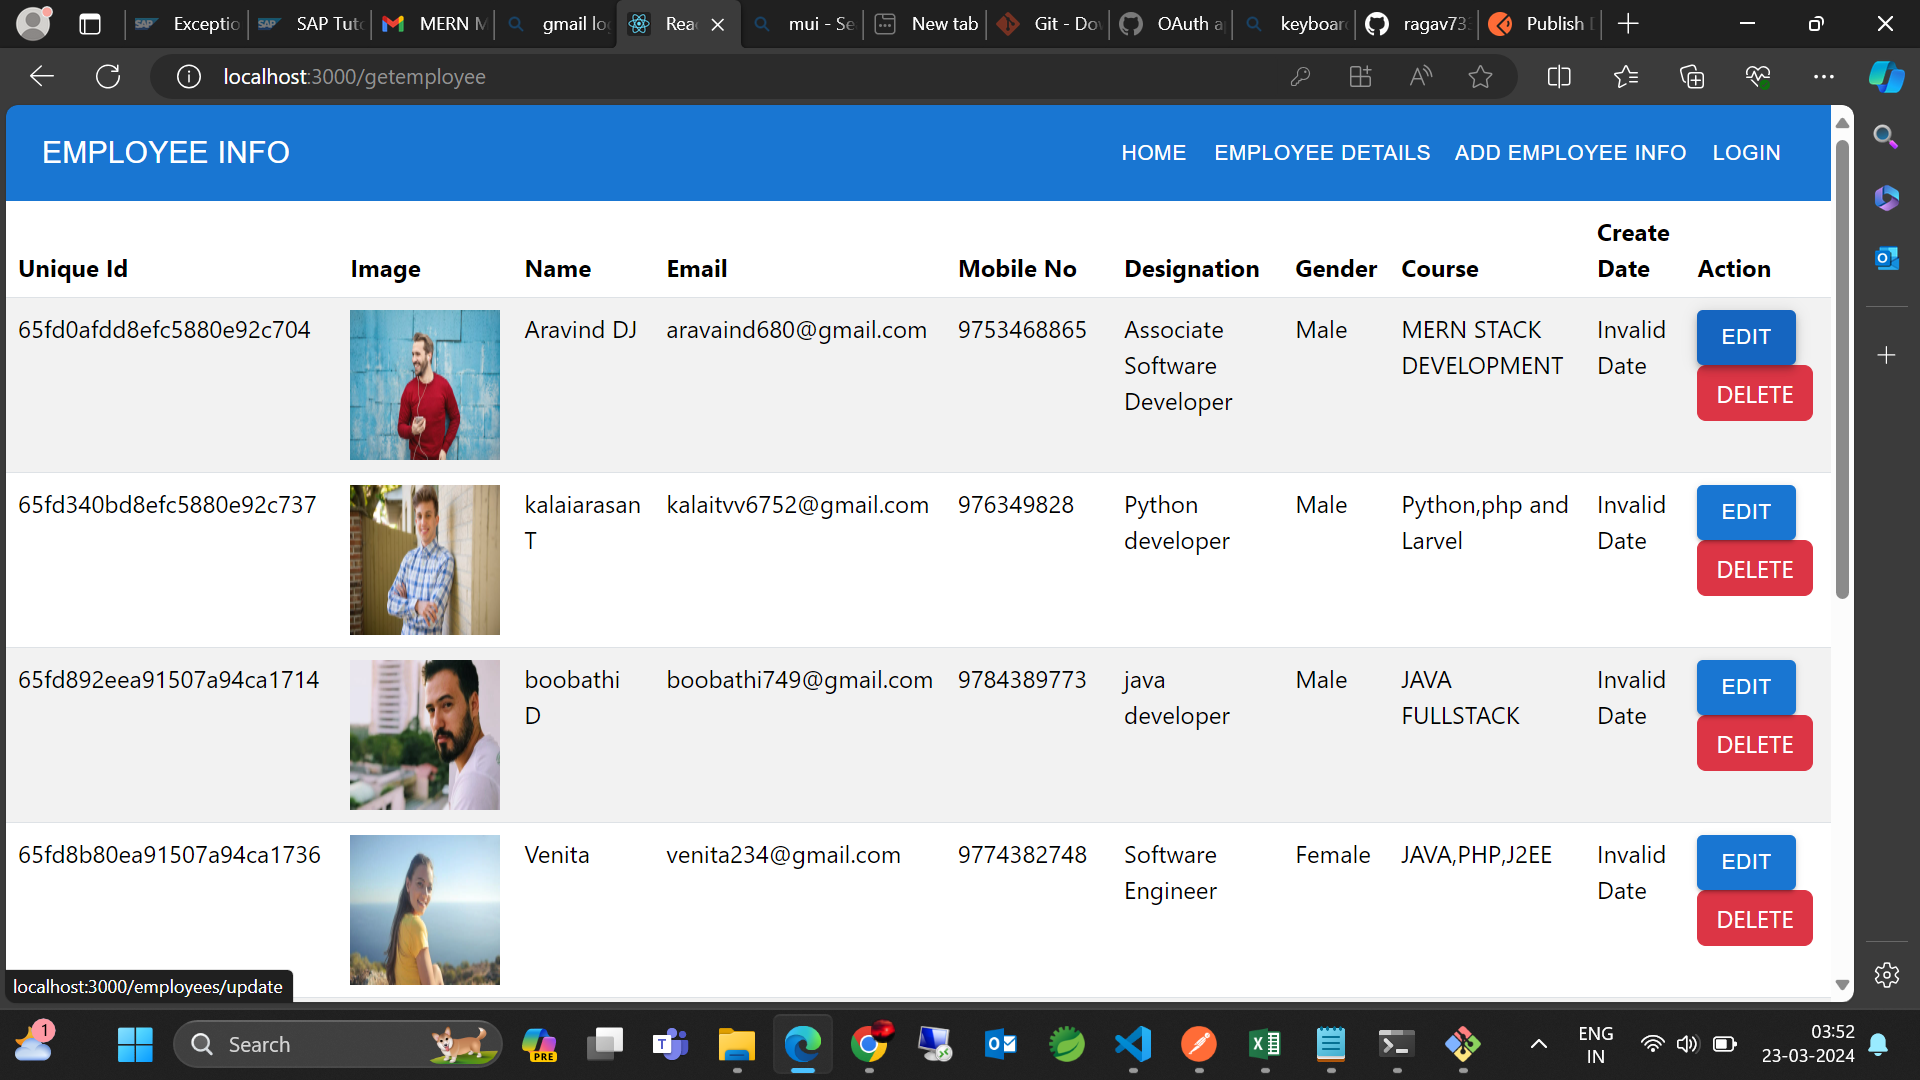 Exceptio
SAP Tuto
MERN M
gmail lo
Rea
mui - Se
New tab
Git - Do
OAuth a
keyboar
ragav73
Publish
localhost:3000/getemployee
EMPLOYEE INFO
HOME
EMPLOYEE DETAILS
ADD EMPLOYEE INFO
LOGIN
Unique Id
Image
Name
Email
Mobile No
Designation
Gender
Course
Create
Date
Action
65fd0afdd8efc5880e92c704
Aravind DJ
aravaind680@gmail.com
9753468865
Associate
Software
Developer
Male
MERN STACK
DEVELOPMENT
Invalid
Date
EDIT
DELETE
65fd340bd8efc5880e92c737
kalaiarasan
T
kalaitvv6752@gmail.com
976349828
Python
developer
Male
Python,php and
Larvel
Invalid
Date
EDIT
DELETE
65fd892eea91507a94ca1714
boobathi
D
boobathi749@gmail.com
9784389773
java
developer
Male
JAVA
FULLSTACK
Invalid
Date
EDIT
DELETE
65fd8b80ea91507a94ca1736
Venita
venita234@gmail.com
9774382748
Software
Engineer
Female
JAVA,PHP,J2EE
Invalid
Date
EDIT
DELETE
localhost:3000/employees/update
1
Search
PRE
ENG
IN
03:52
23-03-2024